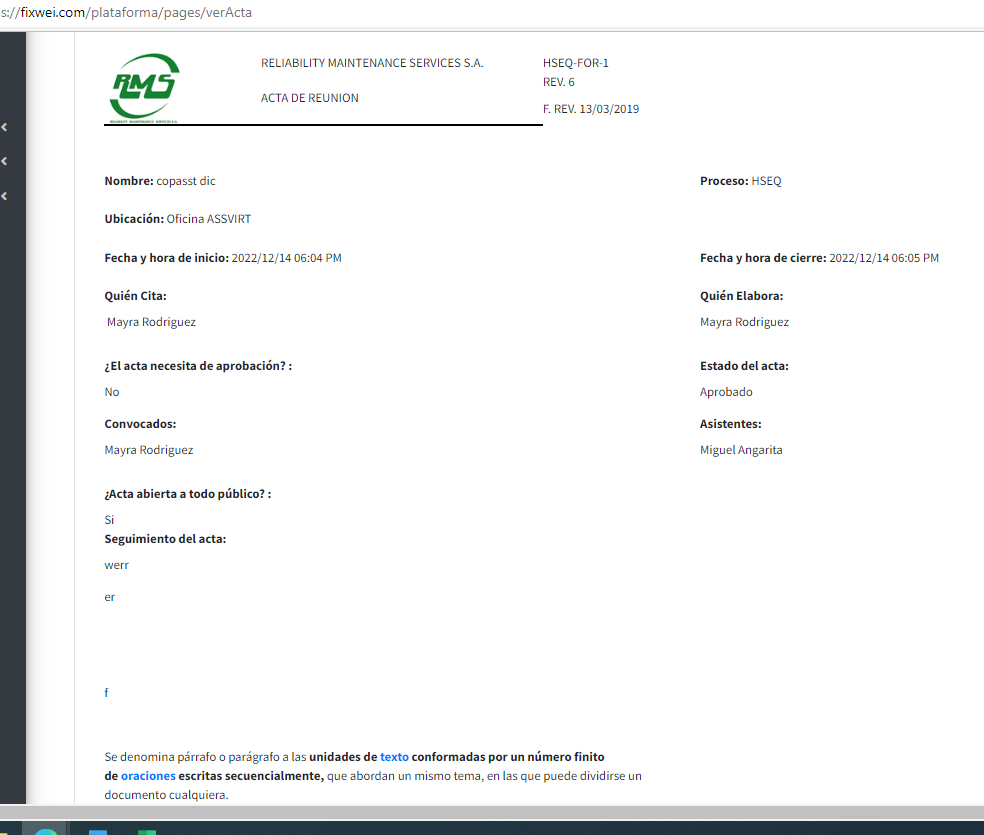 s://fixwei.com/plataforma/pages/verActa
RMS
RELIABILITY MAINTENANCE SERVICES S.A.
RELIABILITY MAINTENANCE SERVICES S.A.
HSEQ-FOR-1
REV. 6
ACTA DE REUNION
F. REV. 13/03/2019
Nombre: copasst dic
Proceso: HSEQ
Ubicación: Oficina ASSVIRT
Fecha y hora de inicio: 2022/12/14 06:04 PM
Fecha y hora de cierre: 2022/12/14 06:05 PM
Quién Cita:
Quién Elabora:
Mayra Rodriguez
Mayra Rodriguez
¿El acta necesita de aprobación? :
Estado del acta:
No
Aprobado
Convocados:
Asistentes:
Mayra Rodriguez
Miguel Angarita
¿Acta abierta a todo público? :
Si
Seguimiento del acta:
werr
er
f
Se denomina párrafo o parágrafo a las unidades de texto conformadas por un número finito
de oraciones escritas secuencialmente, que abordan un mismo tema, en las que puede dividirse un
documento cualquiera.